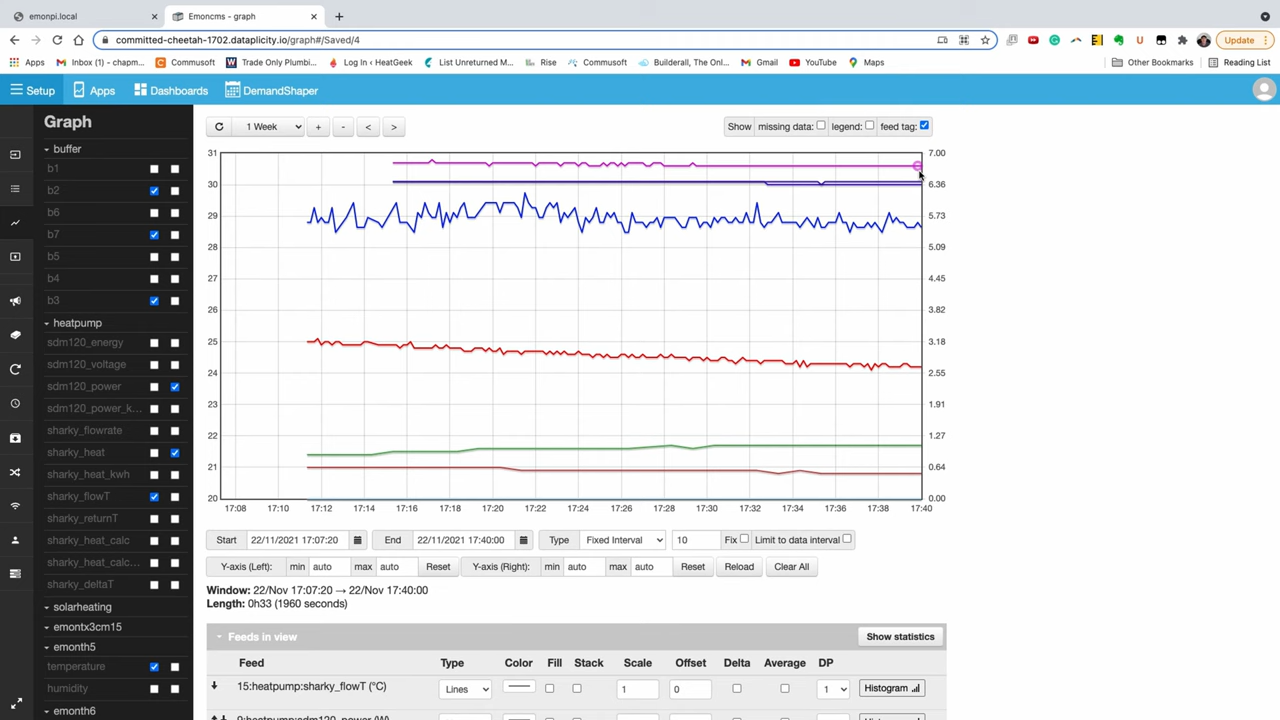 emonpi.local
Emoncms - graph
committed-cheetah-1702.dataplicity.io/graph#/Saved/4
Update
Apps
Inbox (1) - chapm...
Commusoft
Trade Only Plumbi...
Log In ‹ HeatGeek
List Unreturned M...
Rise
Commusoft
Builderall, The Onl...
Gmail
YouTube
Maps
Other Bookmarks
Reading List
Setup
Apps
Dashboards
DemandShaper
Graph
buffer
b1
b2
b6
b7
b5
b4
b3
heatpump
sdm120_energy
sdm120_voltage
sdm120_power
sdm120_power_k...
sharky_flowrate
sharky_heat
sharky_heat_kwh
sharky_flowT
sharky_returnT
sharky_heat_calc
sharky_heat_calc...
sharky_deltaT
solarheating
emontx3cm15
emonth5
temperature
humidity
emonth6
1 Week
+
-
<
>
Show
missing data:
legend:
feed tag:
31
30
29
28
27
26
25
24
23
22
21
20
7.00
6.36
5.73
5.09
4.45
3.82
3.18
2.55
1.91
1.27
0.64
0.00
17:08
17:10
17:12
17:14
17:16
17:18
17:20
17:22
17:24
17:26
17:28
17:30
17:32
17:34
17:36
17:38
17:40
Start
22/11/2021 17:07:20
End
22/11/2021 17:40:00
Type
Fixed Interval
10
Fix
Limit to data interval
Y-axis (Left):
min
auto
max
auto
Reset
Y-axis (Right):
min
auto
max
auto
Reset
Reload
Clear All
Window: 22/Nov 17:07:20 → 22/Nov 17:40:00
Length: 0h33 (1960 seconds)
Feeds in view
Show statistics
Feed
Type
Color
Fill
Stack
Scale
Offset
Delta
Average
DP
15:heatpump:sharky_flowT (°C)
Lines
1
0
1
Histogram
9:heatpump:sdm120_power (W)